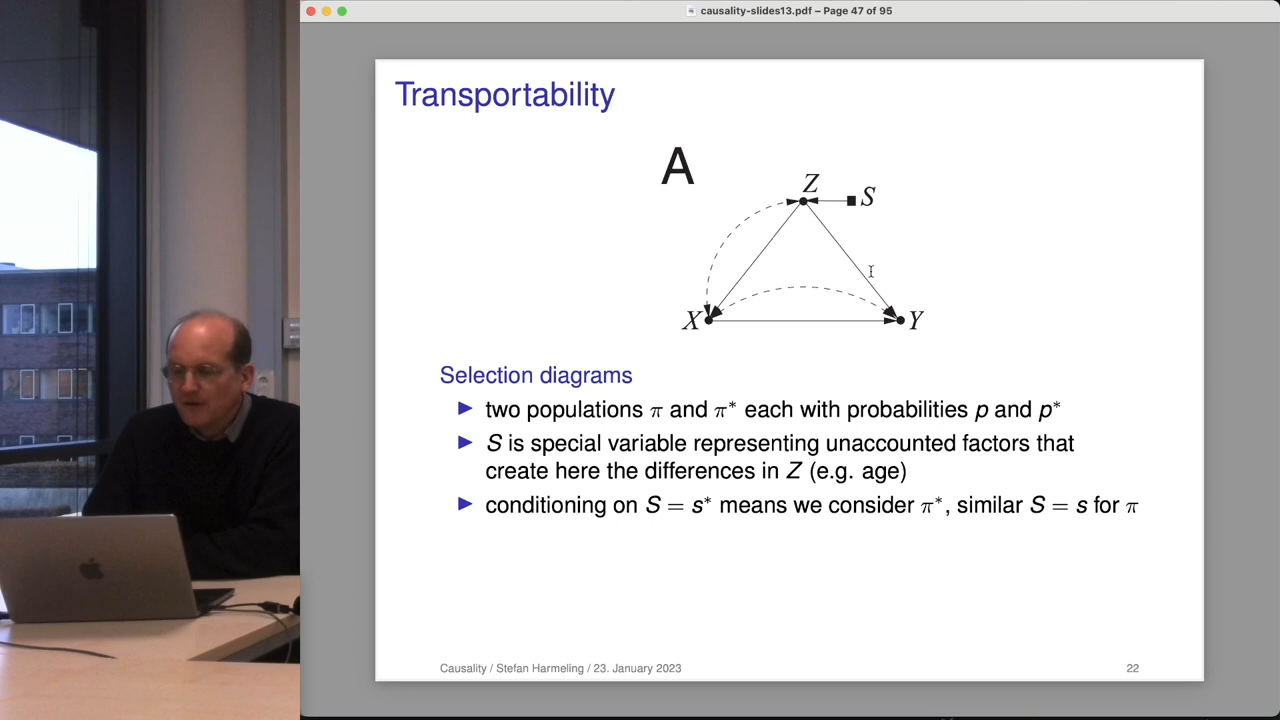 causality-slides13.pdf – Page 47 of 95
Transportability
A
Z
S
X
Y
Selection diagrams
▶ two populations π and π* each with probabilities p and p*
▶ S is special variable representing unaccounted factors that
create here the differences in Z (e.g. age)
▶ conditioning on S = s* means we consider π*, similar S = s for π
Causality / Stefan Harmeling / 23. January 2023
22